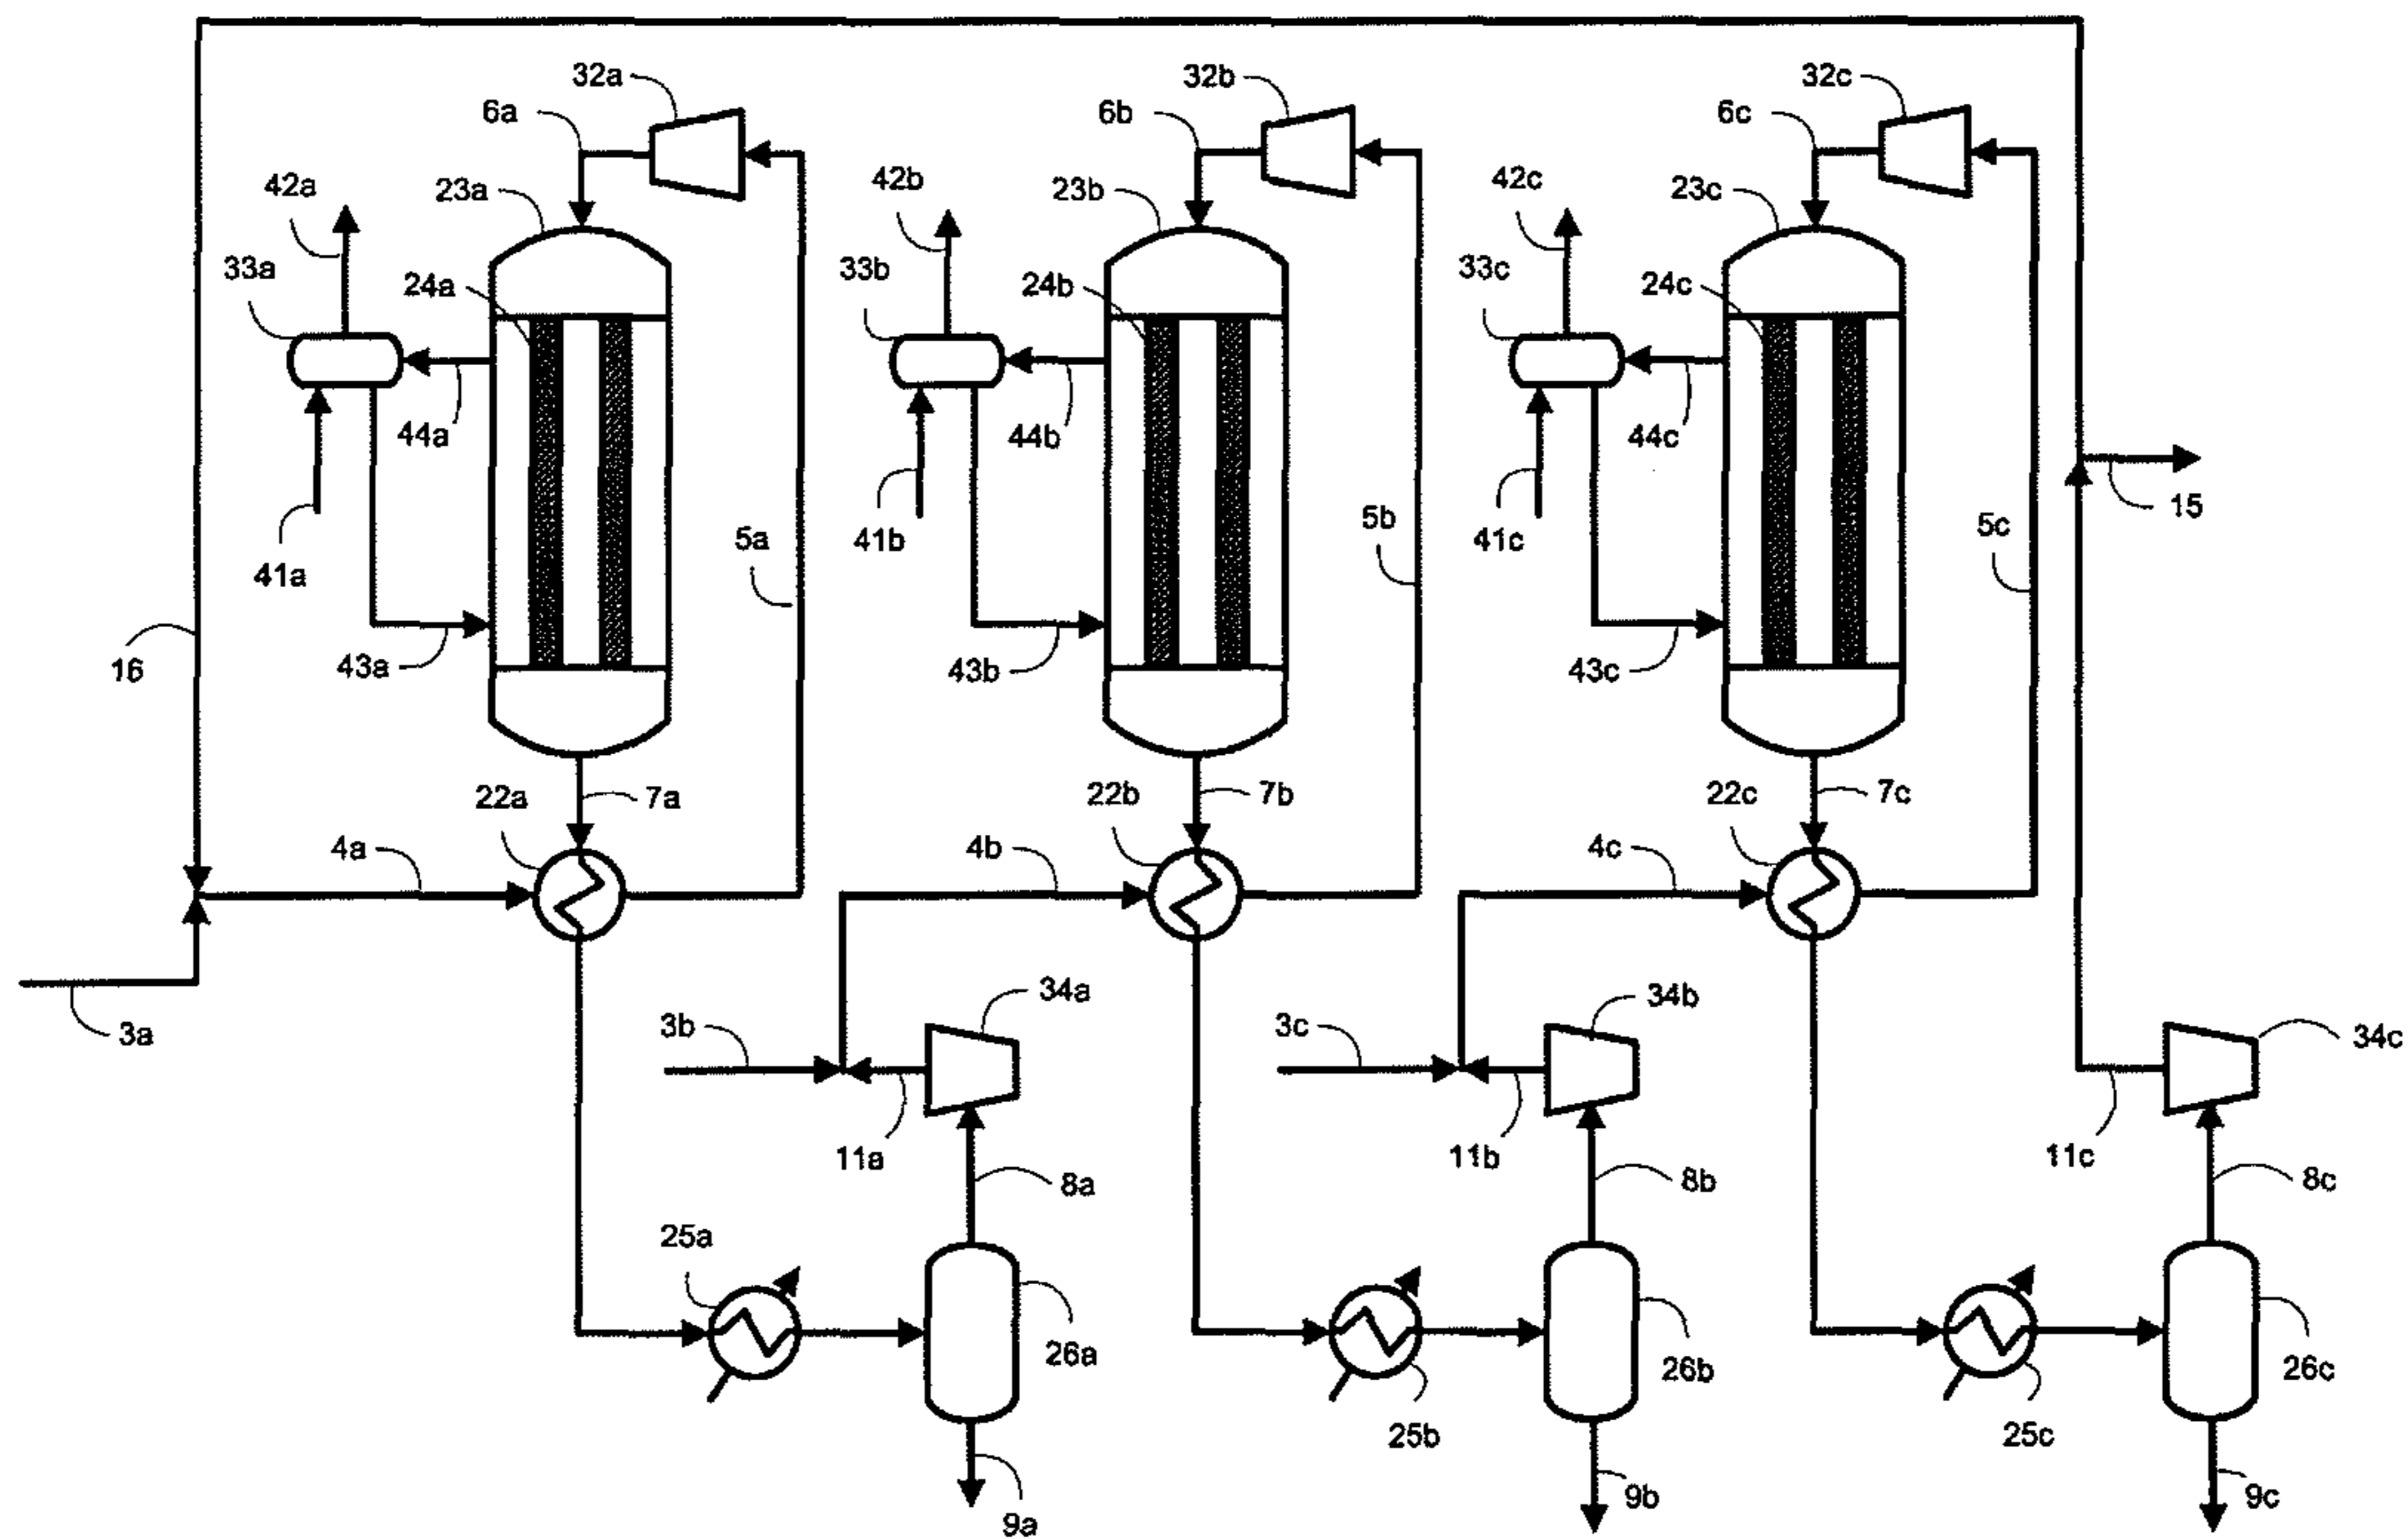 32a 32b 32c
6a 6b 6c
42a 23a 42b 23b 42c 23c
33a 24a 33b 24b 33c 24c
44a 44b 44c
15
41a 5a 41b 5b 41c 5c
16 43a 43b 43c
22a 7a 22b 7b 22c 7c
4a 4b 4c
3a 3b 34a 3c 34b 34c
11a 8a 11b 8b 11c 8c
25a 26a 25b 26b 25c 26c
9a 9b 9c